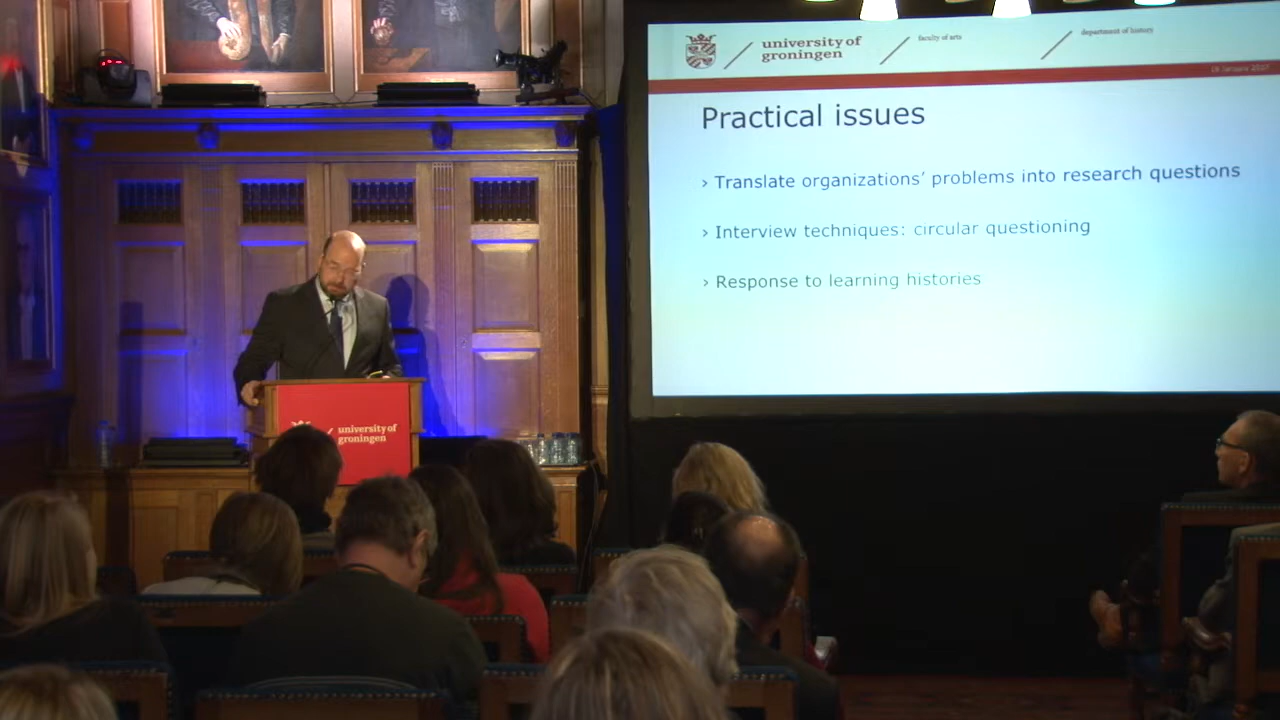 university of
groningen
faculty of arts
department of history
Practical issues
› Translate organizations’ problems into research questions
› Interview techniques: circular questioning
› Response to learning histories
university of
groningen